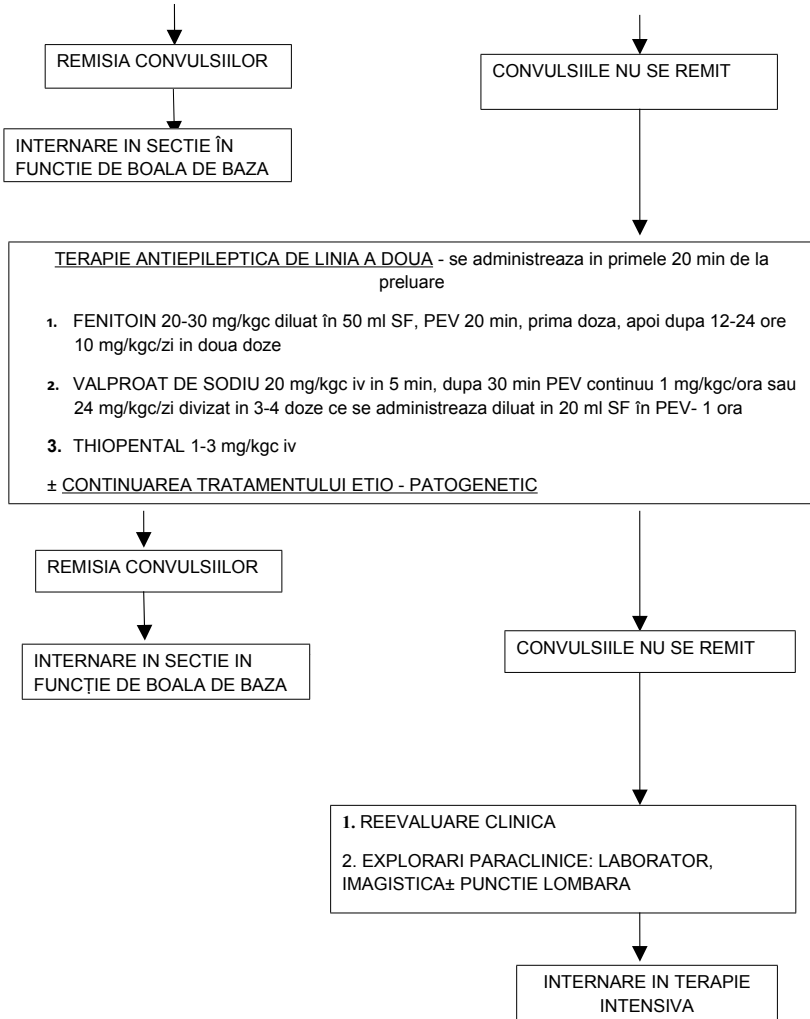 REMISIA CONVULSIILOR
CONVULSIILE NU SE REMIT
INTERNARE IN SECTIE ÎN
FUNCTIE DE BOALA DE BAZA
TERAPIE ANTIEPILEPTICA DE LINIA A DOUA - se administreaza in primele 20 min de la
preluare
1. FENITOIN 20-30 mg/kgc diluat în 50 ml SF, PEV 20 min, prima doza, apoi dupa 12-24 ore
10 mg/kgc/zi in doua doze
2. VALPROAT DE SODIU 20 mg/kgc iv in 5 min, dupa 30 min PEV continuu 1 mg/kgc/ora sau
24 mg/kgc/zi divizat in 3-4 doze ce se administreaza diluat in 20 ml SF în PEV- 1 ora
3. THIOPENTAL 1-3 mg/kgc iv
± CONTINUAREA TRATAMENTULUI ETIO - PATOGENETIC
REMISIA CONVULSIILOR
INTERNARE IN SECTIE IN
FUNCȚIE DE BOALA DE BAZA
CONVULSIILE NU SE REMIT
1. REEVALUARE CLINICA
2. EXPLORARI PARACLINICE: LABORATOR,
IMAGISTICA± PUNCTIE LOMBARA
INTERNARE IN TERAPIE
INTENSIVA